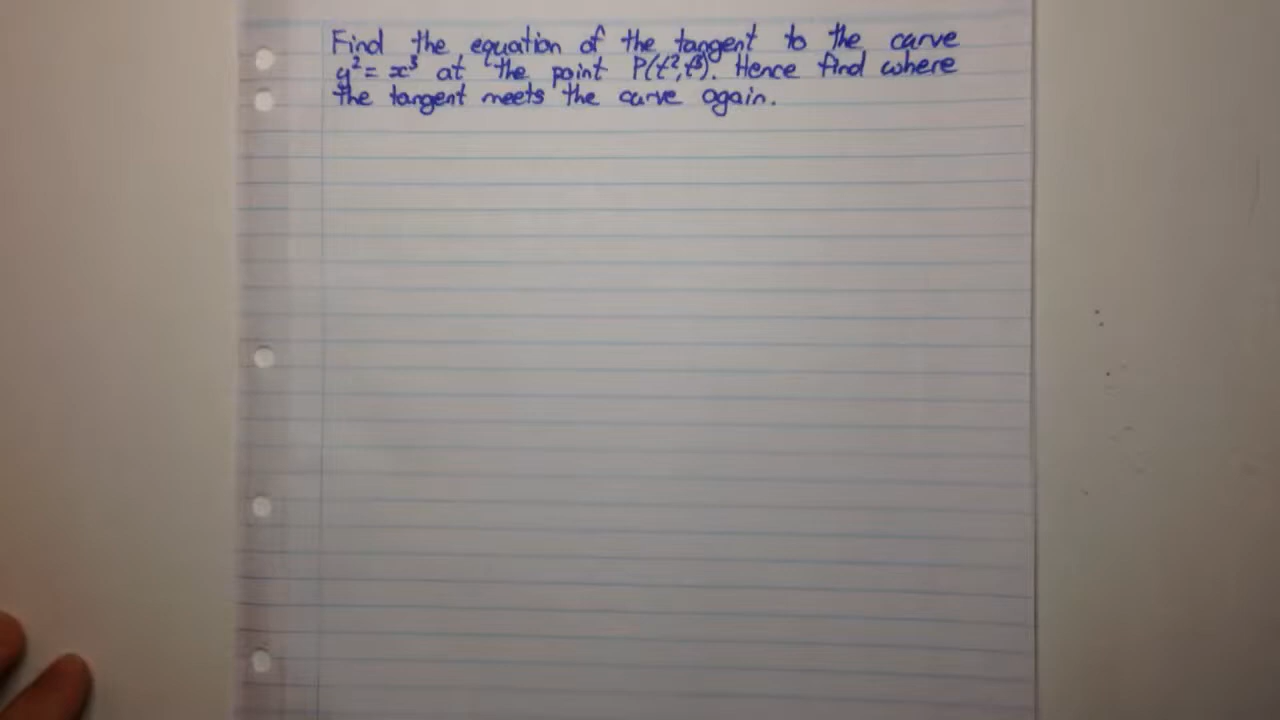 Find the equation of the tangent to the curve
y² = x³ at the point P(t², t³). Hence find where
the tangent meets the curve again.